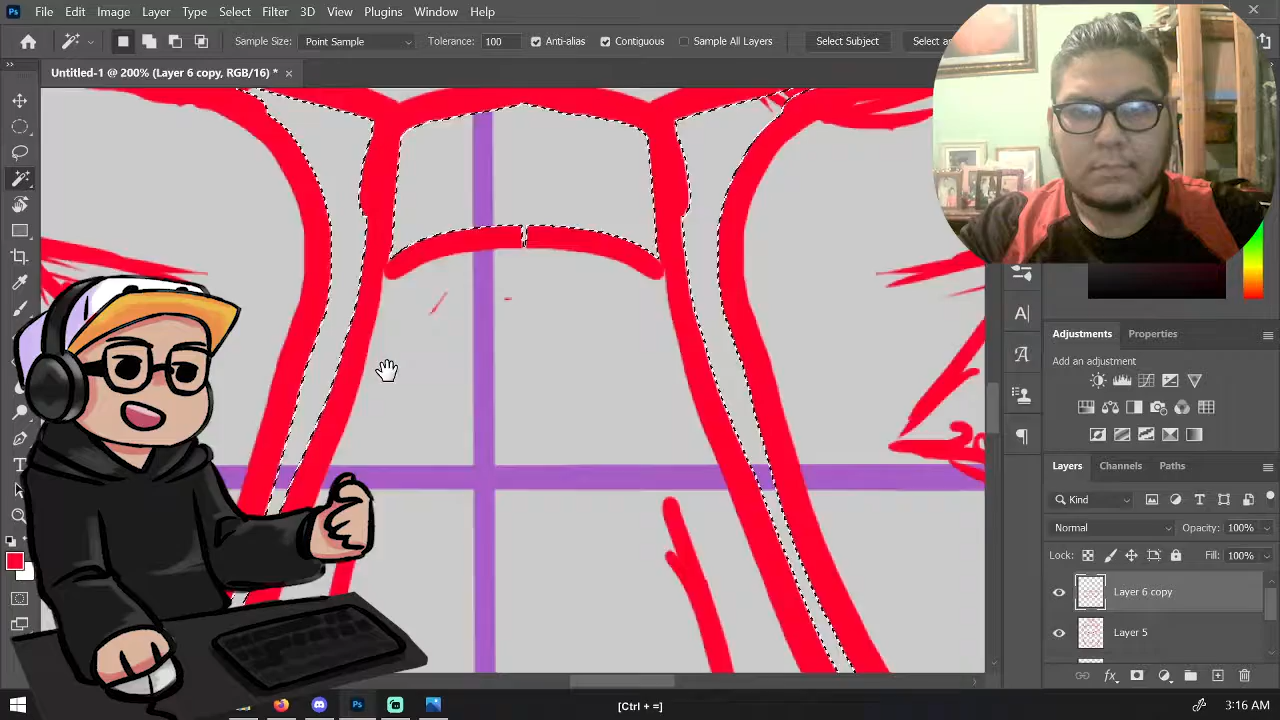 Ps File Edit Image Layer Type Select Filter 3D View Plugins Window Help
Sample Size: Point Sample Tolerance: 100 Anti-alias Contiguous Sample All Layers Select Subject
Untitled-1 @ 200% (Layer 6 copy, RGB/16) * ×
Adjustments Properties
Add an adjustment
Layers Channels Paths
Kind
Normal Opacity: 100%
Lock: Fill: 100%
Layer 6 copy
Layer 5
fx
[Ctrl + =]
3:16 AM